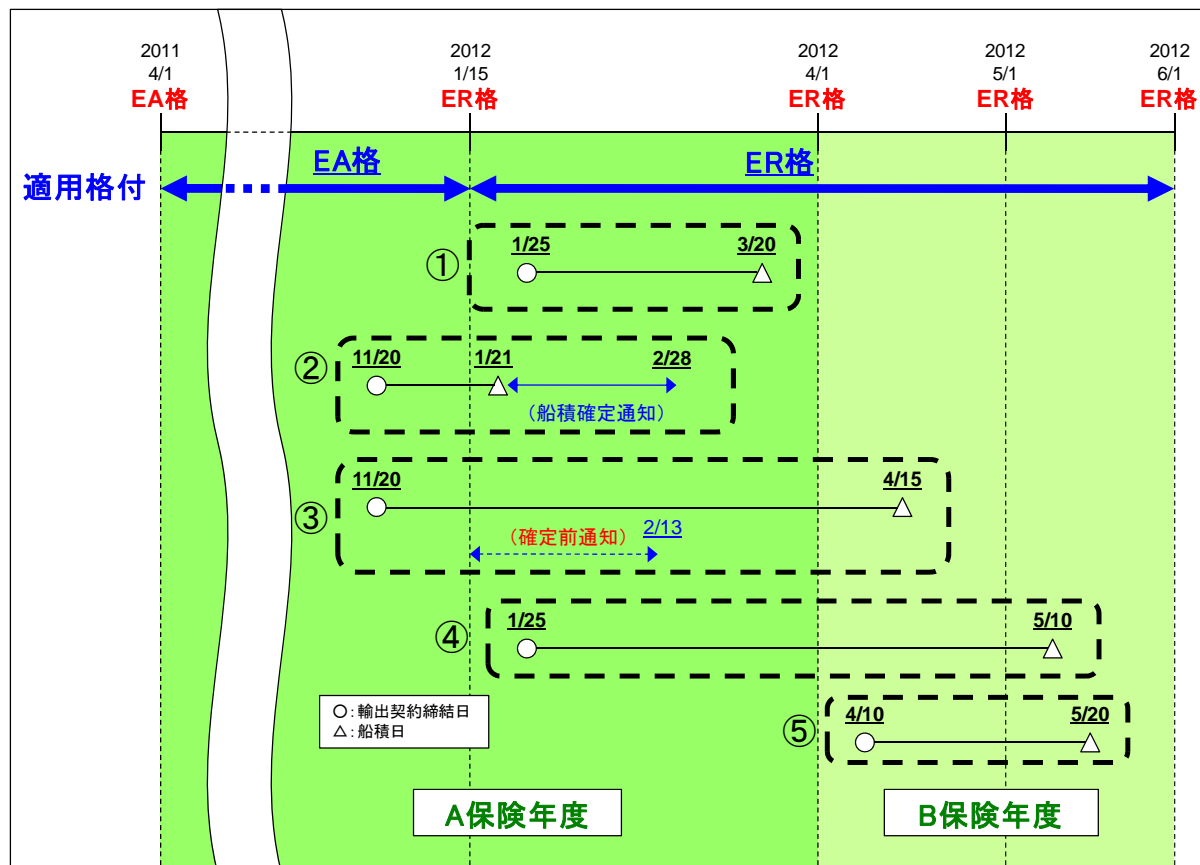 2011
4/1
EA格
2012
1/15
ER格
2012
4/1
ER格
2012
5/1
ER格
2012
6/1
ER格
適用格付
EA格
ER格
①
1/25
3/20
②
11/20
1/21
2/28
（船積確定通知）
③
11/20
4/15
（確定前通知）
2/13
④
1/25
5/10
⑤
4/10
5/20
○：輸出契約締結日
△：船積日
A保険年度
B保険年度